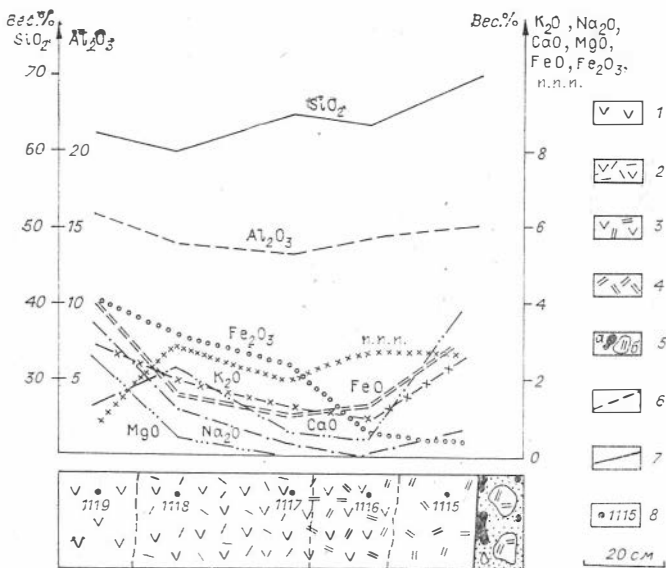 Вес.%
SiO₂ Al₂O₃
Вес.%
K₂O, Na₂O,
CaO, MgO,
FeO, Fe₂O₃,
п.п.п.
70
60
50
40
30
20
15
10
5
8
6
4
2
0
SiO₂
Al₂O₃
Fe₂O₃
п.п.п.
K₂O
FeO
MgO
Na₂O
CaO
1119
1118
1117
1116
1115
1
2
3
4
а б 5
6
7
1115 8
20 см